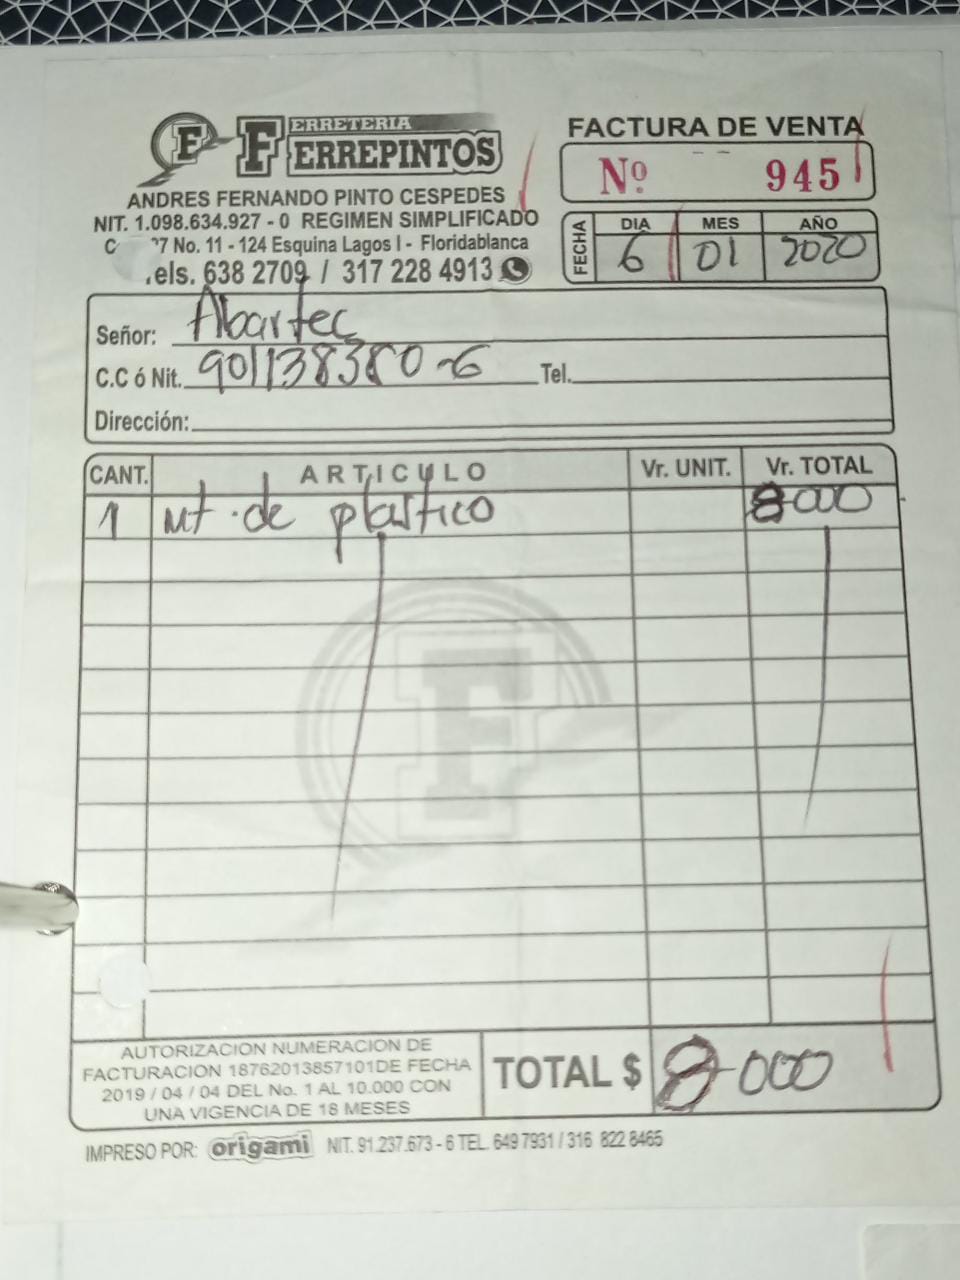 FERRETERIA
FERREPINTOS
ANDRES FERNANDO PINTO CESPEDES
NIT. 1.098.634.927 - 0 REGIMEN SIMPLIFICADO
No. 11 - 124 Esquina Lagos I - Floridablanca
els. 638 2709 / 317 228 4913
FACTURA DE VENTA
Nº 945
FECHA
DIA MES AÑO
6 01 2020
Señor: Abartec
C.C ó Nit. 901138380-6 Tel.
Dirección:
CANT. ARTICULO Vr. UNIT. Vr. TOTAL
1 Mt. de plastico 8000
AUTORIZACION NUMERACION DE
FACTURACION 18762013857101DE FECHA
2019 / 04 / 04 DEL No. 1 AL 10.000 CON
UNA VIGENCIA DE 18 MESES
TOTAL $ 8000
IMPRESO POR: origami NIT. 91.237.673 - 6 TEL. 649 7931 / 316 822 8465